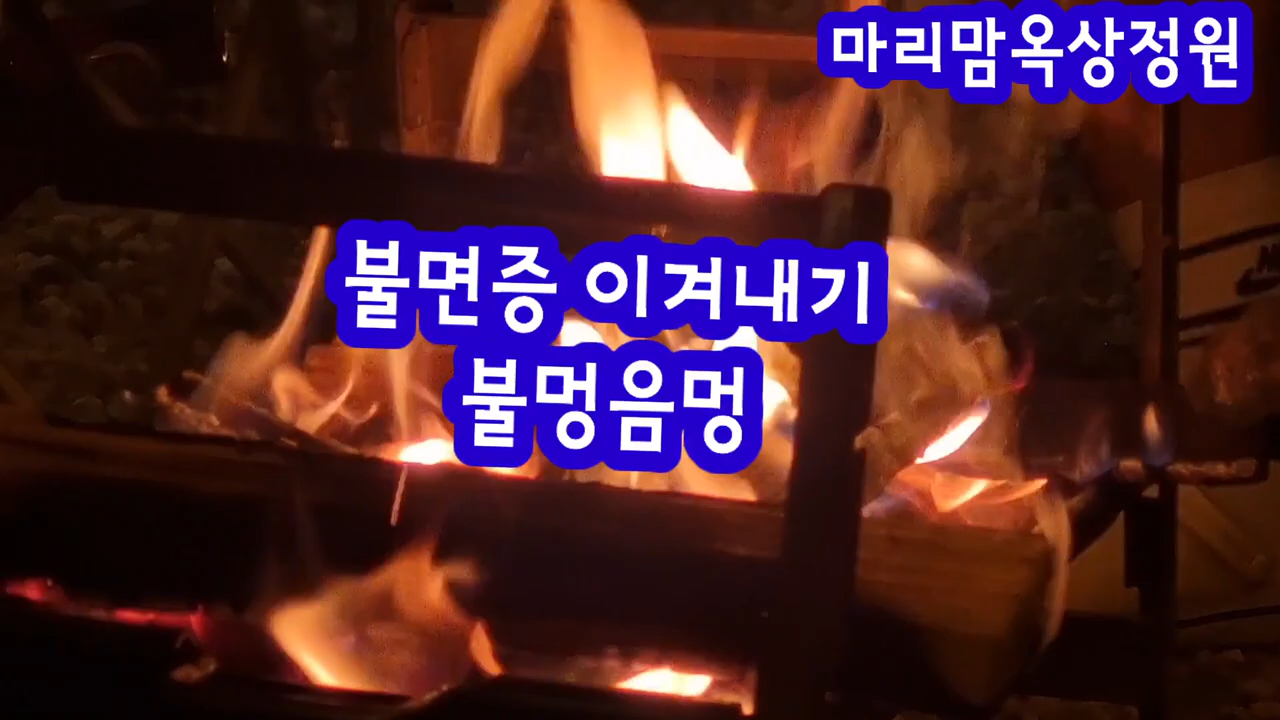 마리맘옥상정원
불면증 이겨내기
불멍음멍